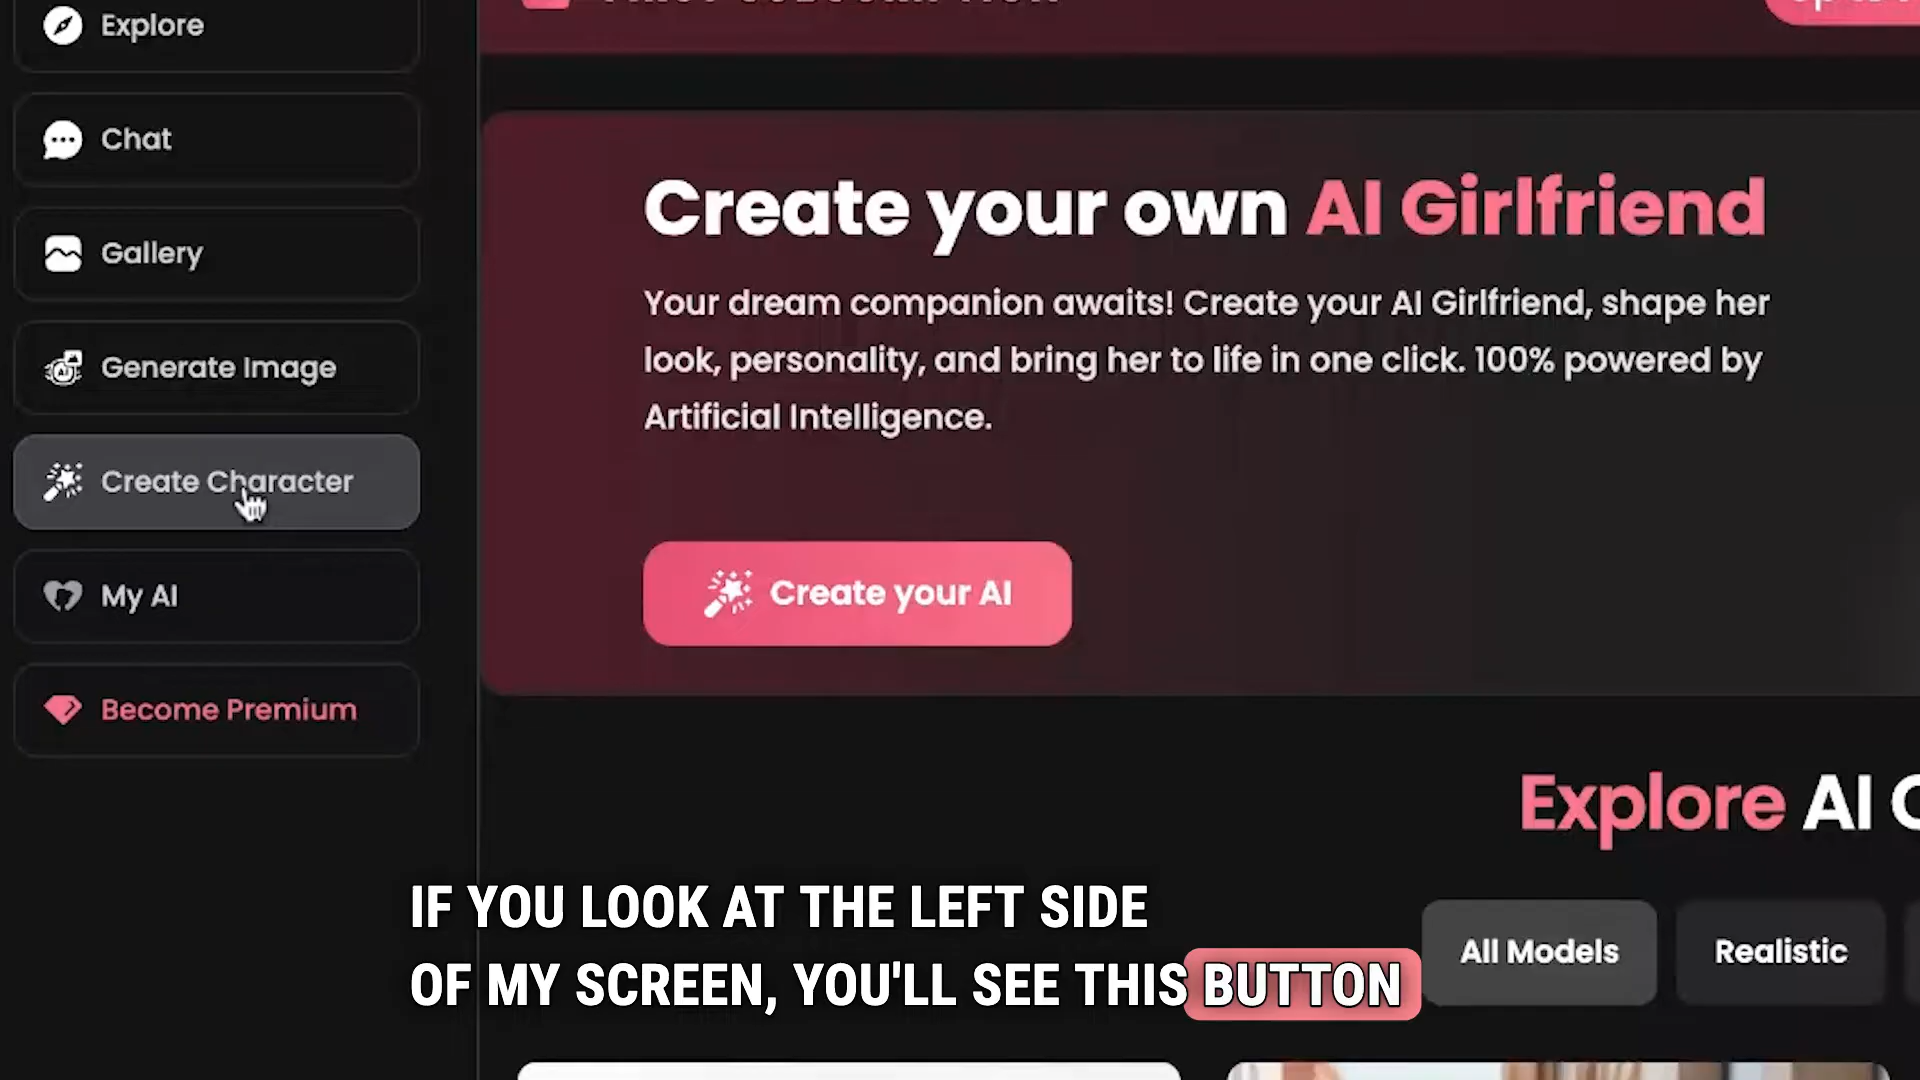 Explore
Chat
Gallery
Generate Image
Create Character
My AI
Become Premium
Create your own AI Girlfriend
Your dream companion awaits! Create your AI Girlfriend, shape her
look, personality, and bring her to life in one click. 100% powered by
Artificial Intelligence.
Create your AI
Explore AI
All Models
Realistic
IF YOU LOOK AT THE LEFT SIDE
OF MY SCREEN, YOU'LL SEE THIS BUTTON